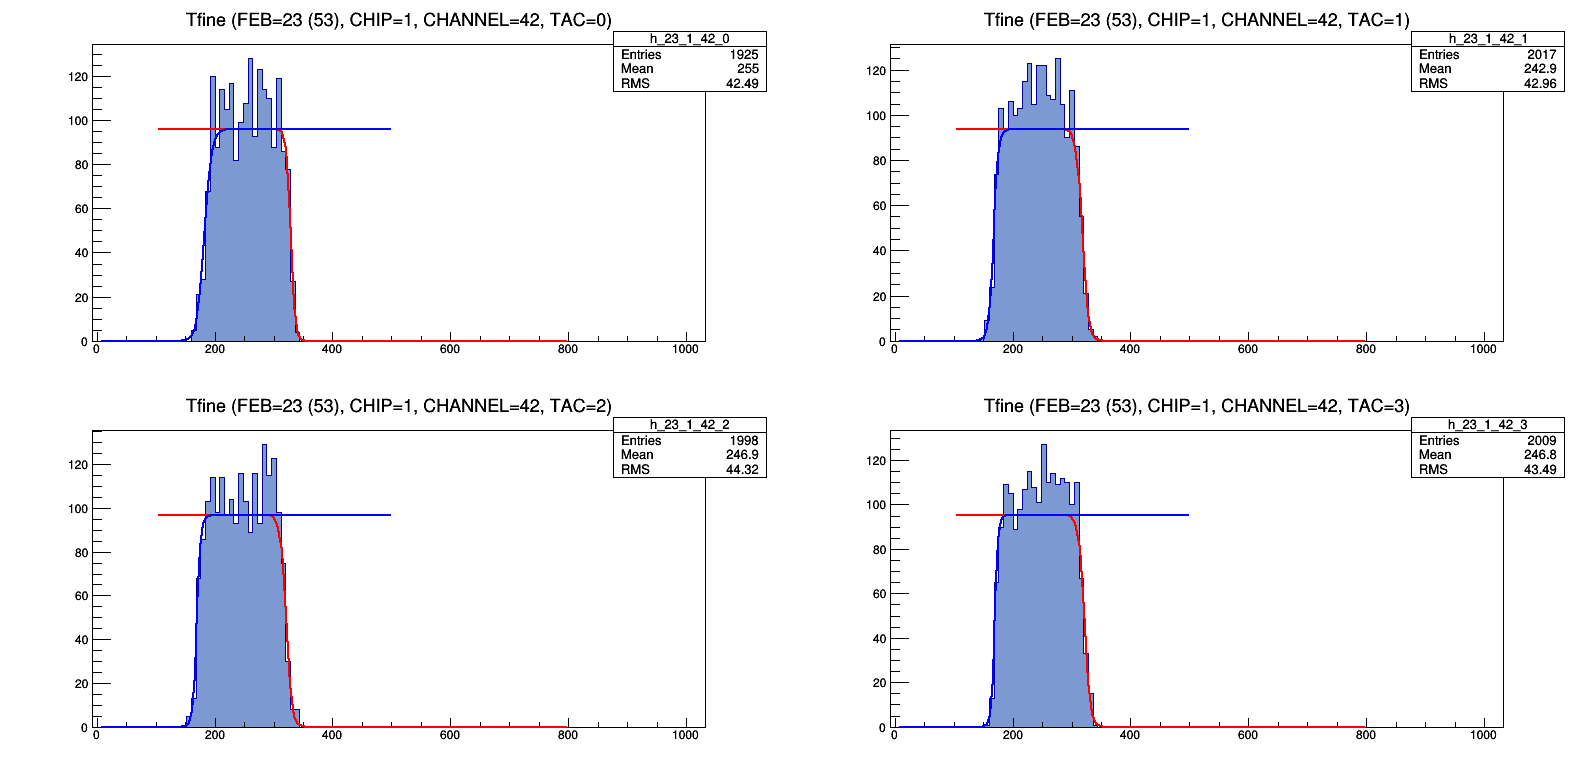 Tfine (FEB=23 (53), CHIP=1, CHANNEL=42, TAC=0)
h_23_1_42_0
Entries 1925
Mean 255
RMS 42.49
120
100
80
60
40
20
0
0 200 400 600 800 1000
Tfine (FEB=23 (53), CHIP=1, CHANNEL=42, TAC=1)
h_23_1_42_1
Entries 2017
Mean 242.9
RMS 42.96
120
100
80
60
40
20
0
0 200 400 600 800 1000
Tfine (FEB=23 (53), CHIP=1, CHANNEL=42, TAC=2)
h_23_1_42_2
Entries 1998
Mean 246.9
RMS 44.32
120
100
80
60
40
20
0
0 200 400 600 800 1000
Tfine (FEB=23 (53), CHIP=1, CHANNEL=42, TAC=3)
h_23_1_42_3
Entries 2009
Mean 246.8
RMS 43.49
120
100
80
60
40
20
0
0 200 400 600 800 1000